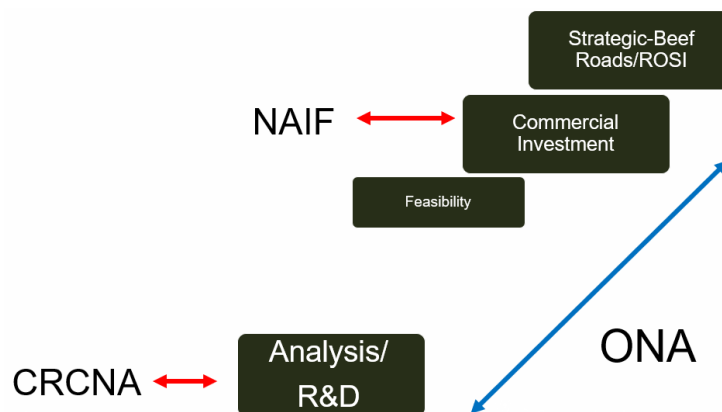 Strategic-Beef
Roads/ROSI
NAIF
Commercial
Investment
Feasibility
ONA
Analysis/
R&D
CRCNA